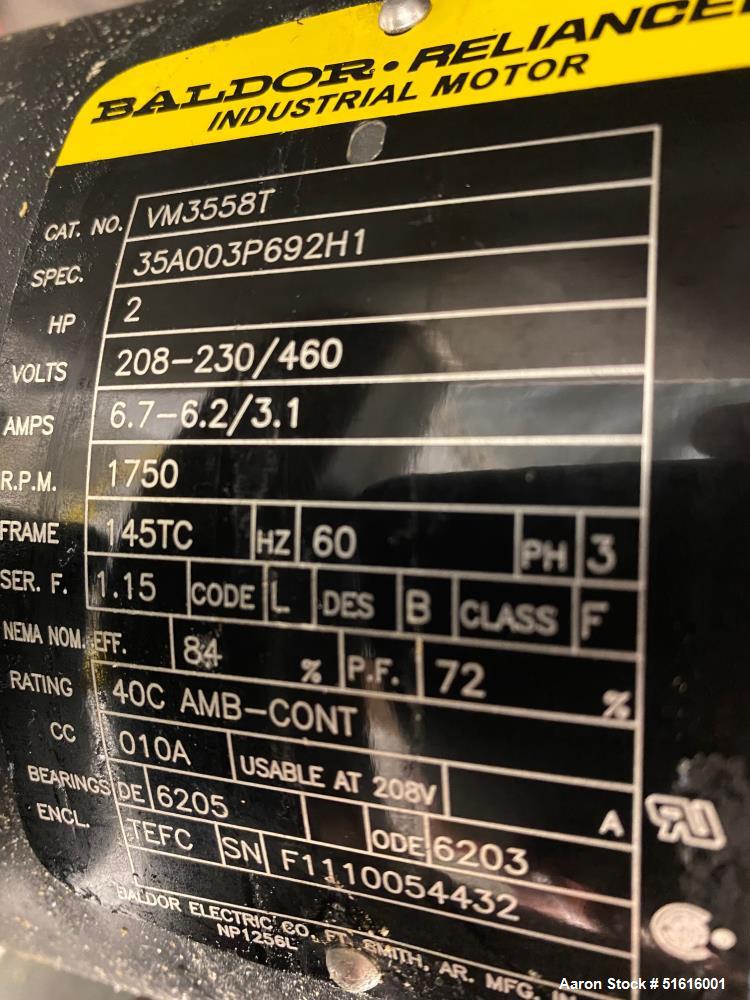 BALDOR • RELIANCE
INDUSTRIAL MOTOR
CAT. NO. VM3558T
SPEC. 35A003P692H1
HP 2
VOLTS 208-230/460
AMPS 6.7-6.2/3.1
R.P.M. 1750
FRAME 145TC HZ 60 PH 3
SER. F. 1.15 CODE L DES B CLASS F
NEMA NOM. EFF. 84 % P.F. 72 %
RATING 40C AMB-CONT
CC 010A USABLE AT 208V A
BEARINGS DE 6205 ODE 6203
ENCL. TEFC SN F1110054432
BALDOR ELECTRIC CO. FT. SMITH, AR. MFG.
NP1256L
Aaron Stock # 51616001